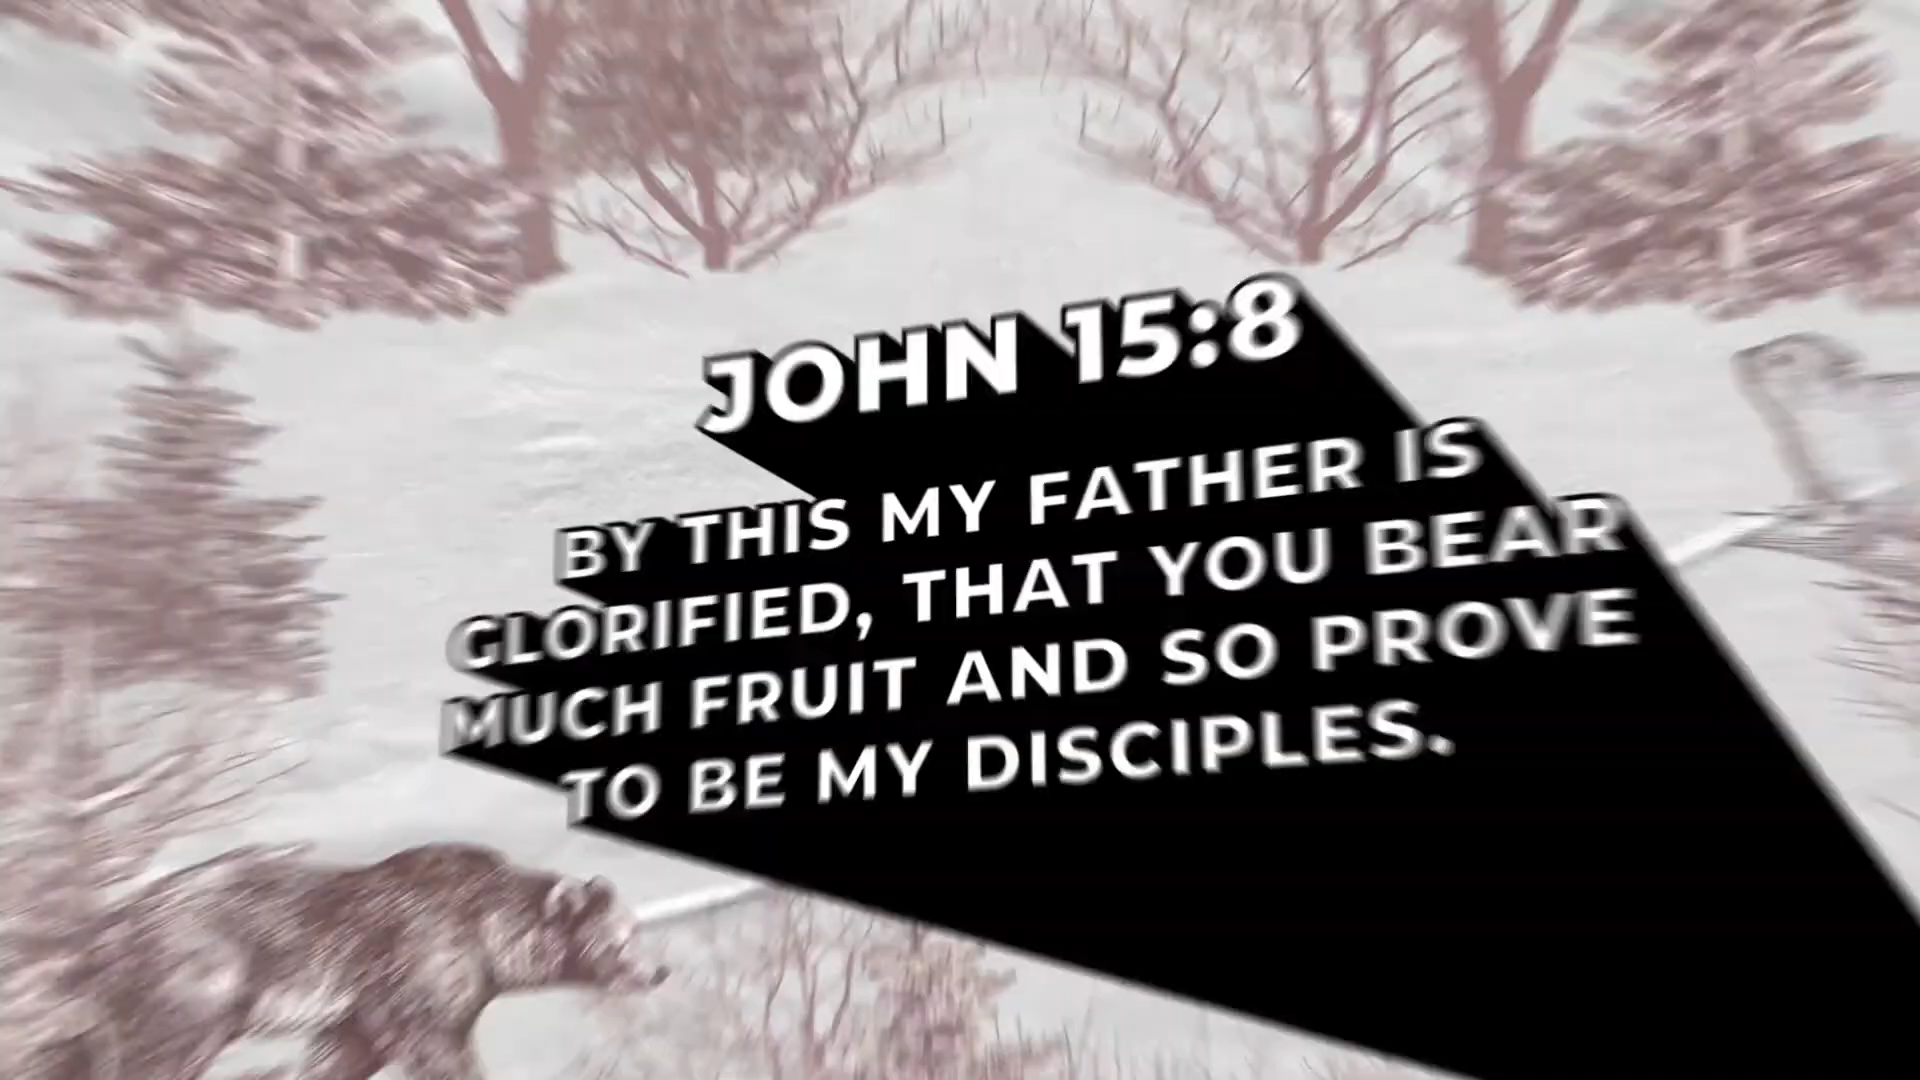 JOHN 15:8
BY THIS MY FATHER IS
GLORIFIED, THAT YOU BEAR
MUCH FRUIT AND SO PROVE
TO BE MY DISCIPLES.